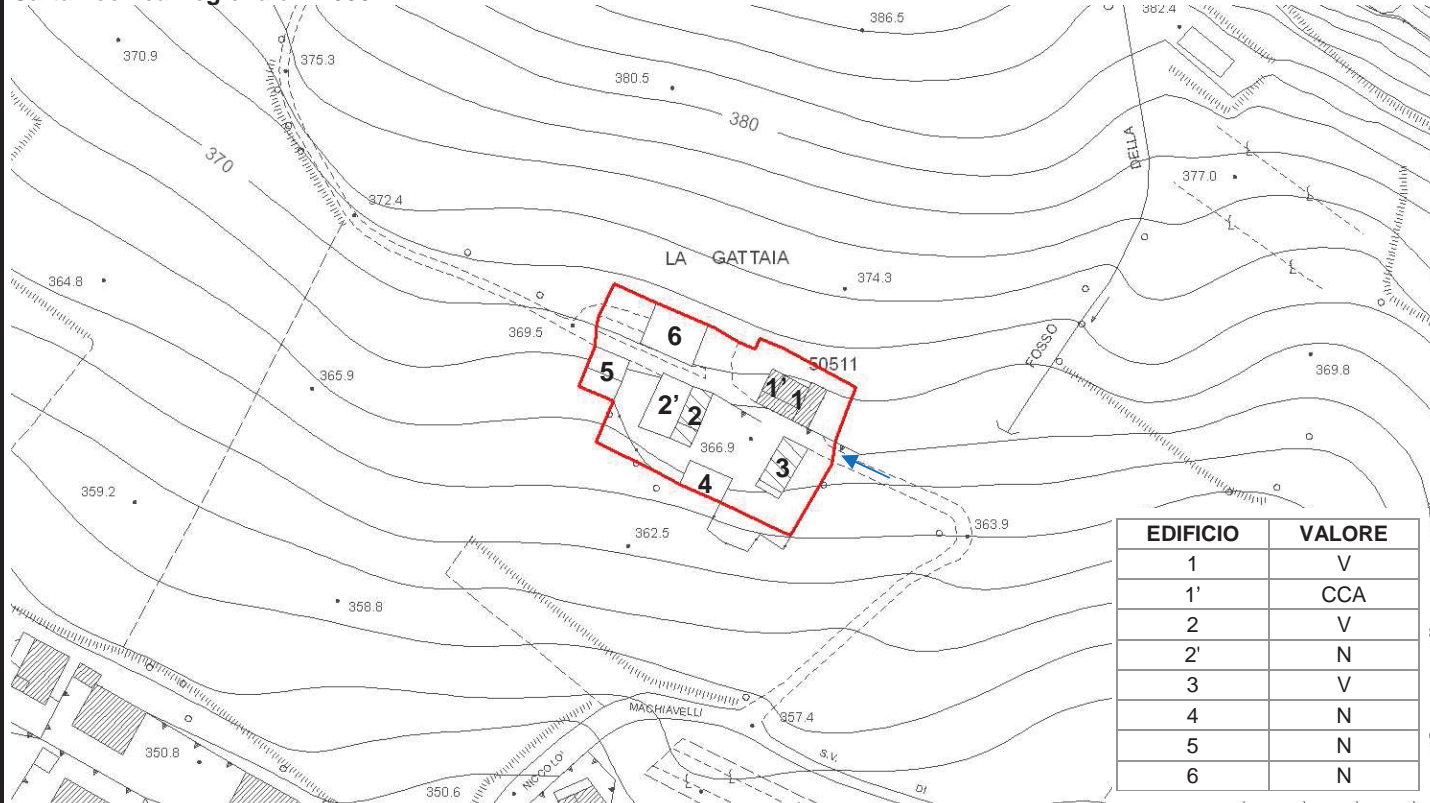 386.5
382.4
370.9
375.3
380.5
380
DELLA
370
377.0
372.4
LA GATTAIA
364.8
374.3
369.5
6
FOSSO
50511
369.8
5
1'
1
365.9
2'
2
366.9
3
4
359.2
363.9
362.5
358.8
MACHIAVELLI
357.4
NICCOLO'
S.V.
DI
350.8
350.6
EDIFICIO VALORE
1 V
1' CCA
2 V
2' N
3 V
4 N
5 N
6 N